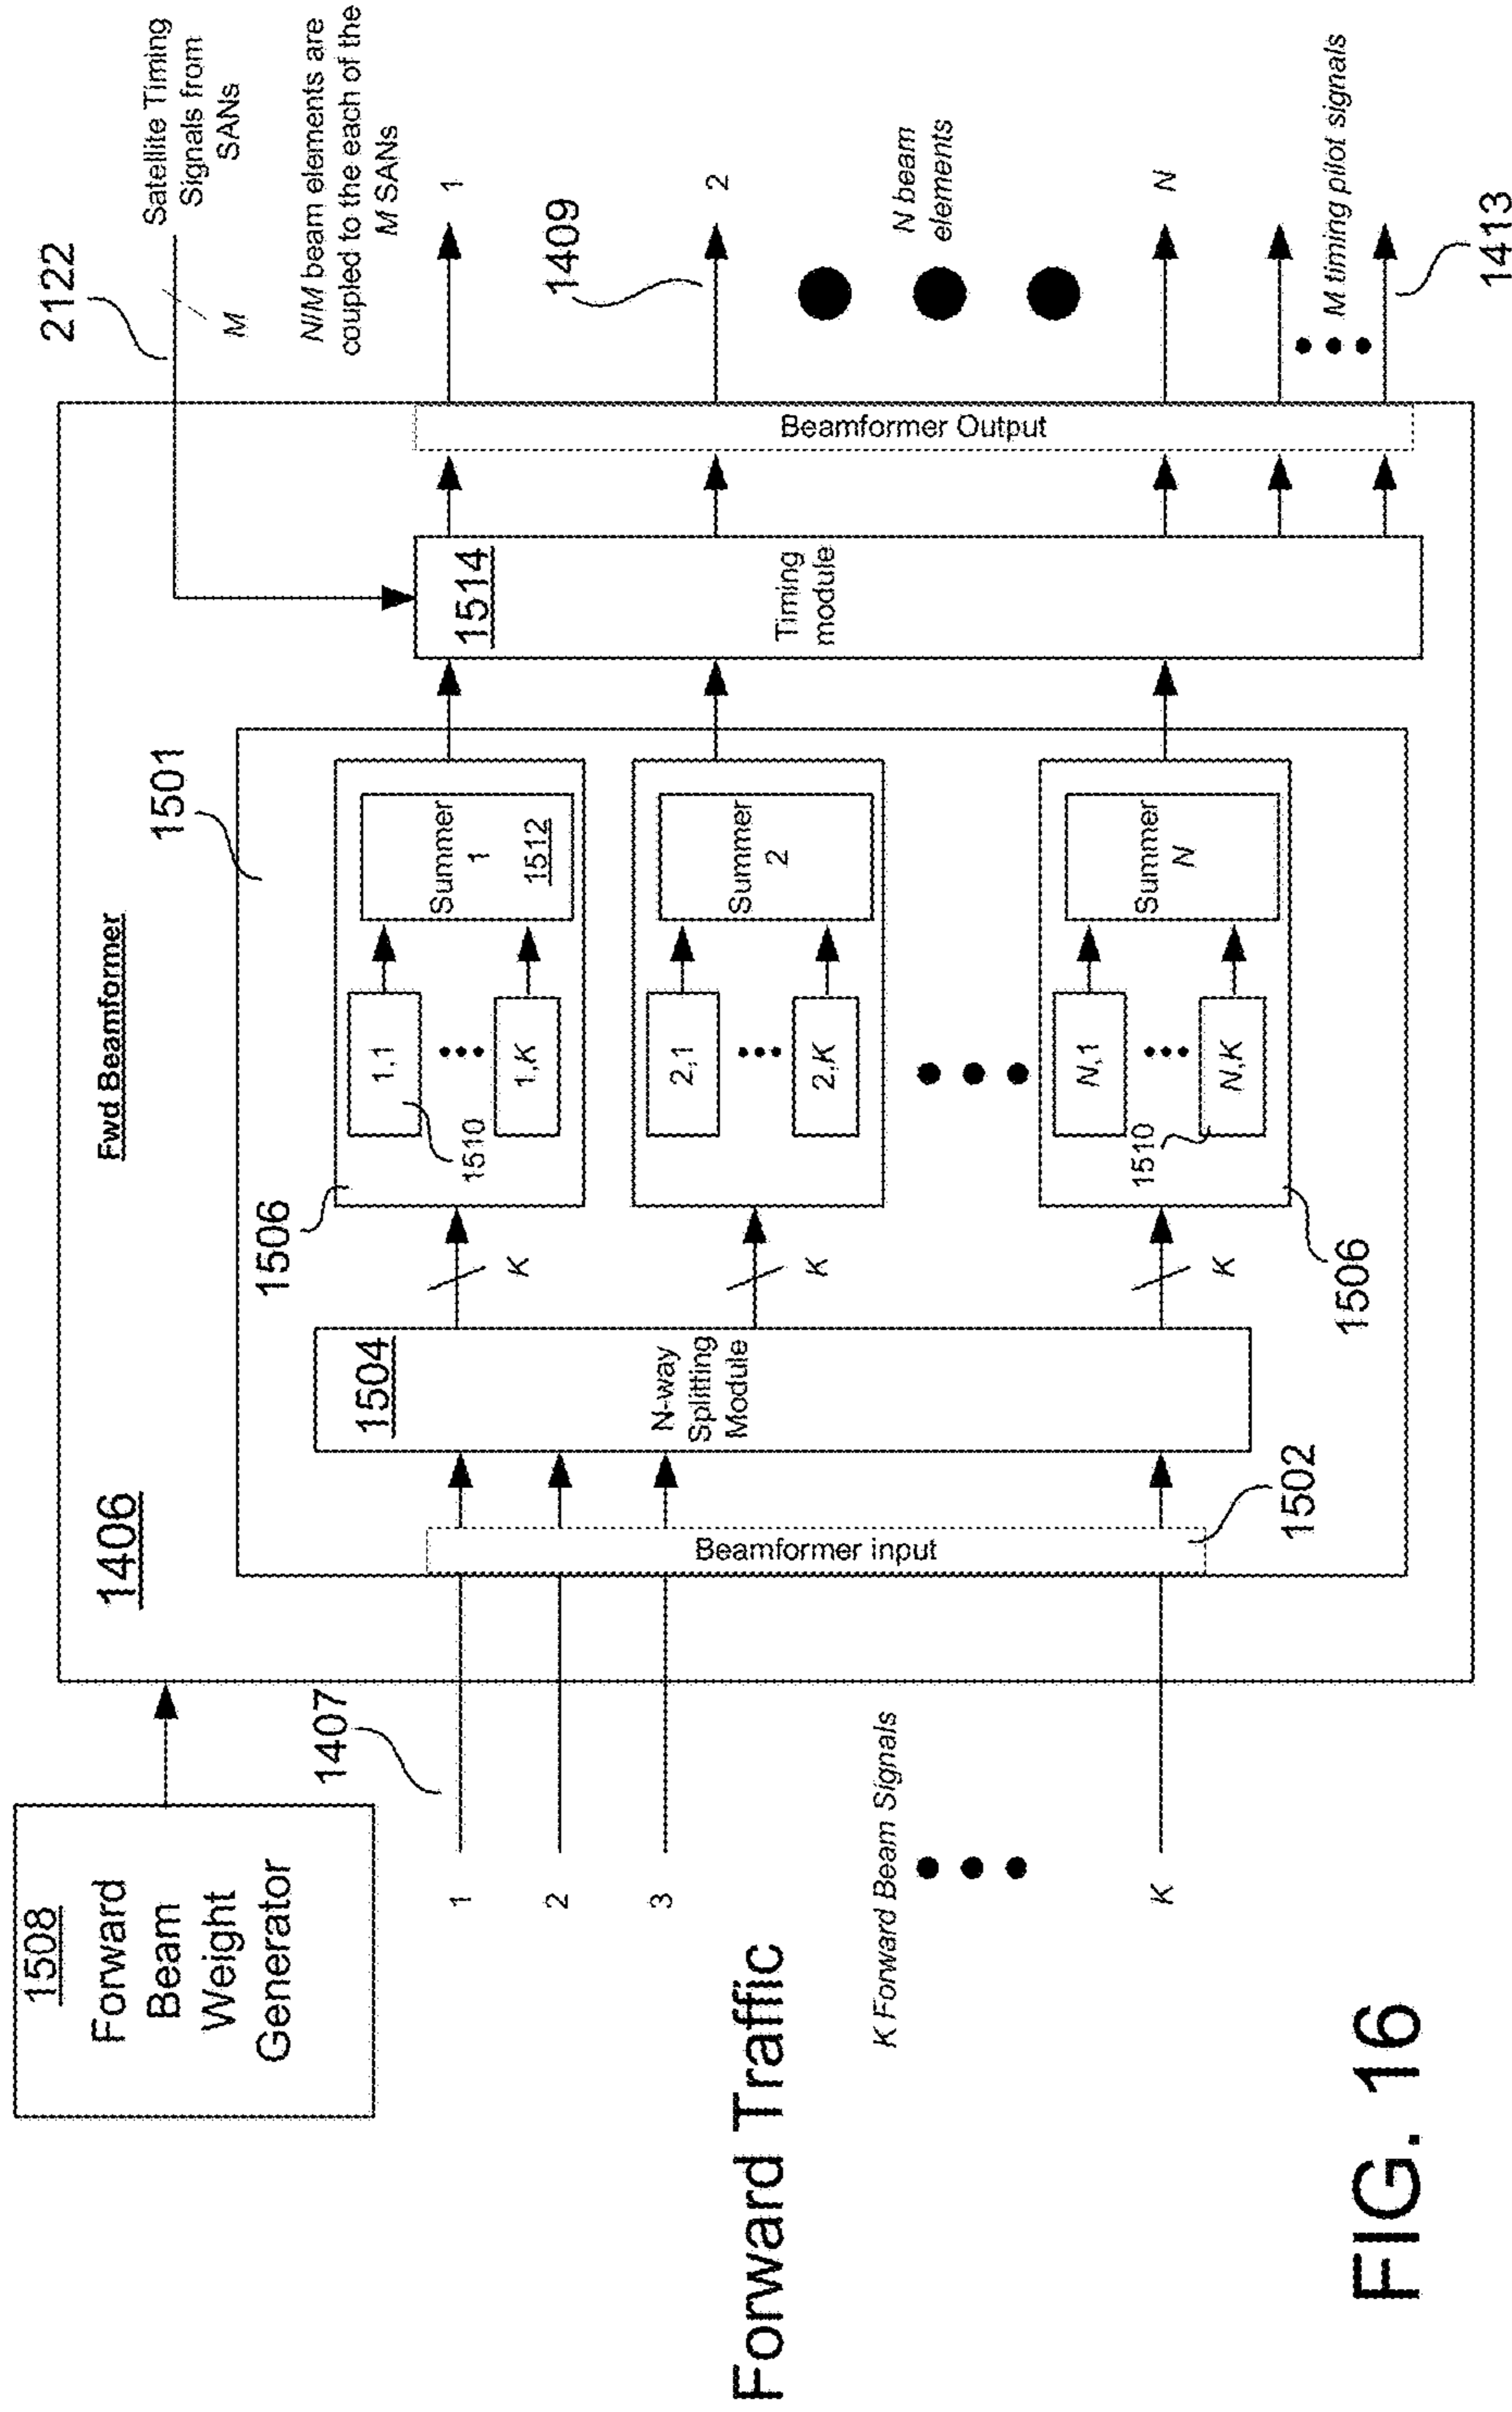 1508
Forward
Beam
Weight
Generator
1406
Fwd Beamformer
2122
M
Satellite Timing
Signals from
SANs
1501
N/M beam elements are
coupled to the each of the
M SANs
1407
1
2
3
K Forward Beam Signals
K
Beamformer input
1502
1504
N-way
Splitting
Module
K
K
K
1506
1,1
1510
1,K
Summer
1
1512
2,1
2,K
Summer
2
N,1
1510
N,K
Summer
N
1506
1514
Timing
module
Beamformer Output
1
1409
2
N beam
elements
N
M timing pilot signals
1413
Forward Traffic
FIG. 16